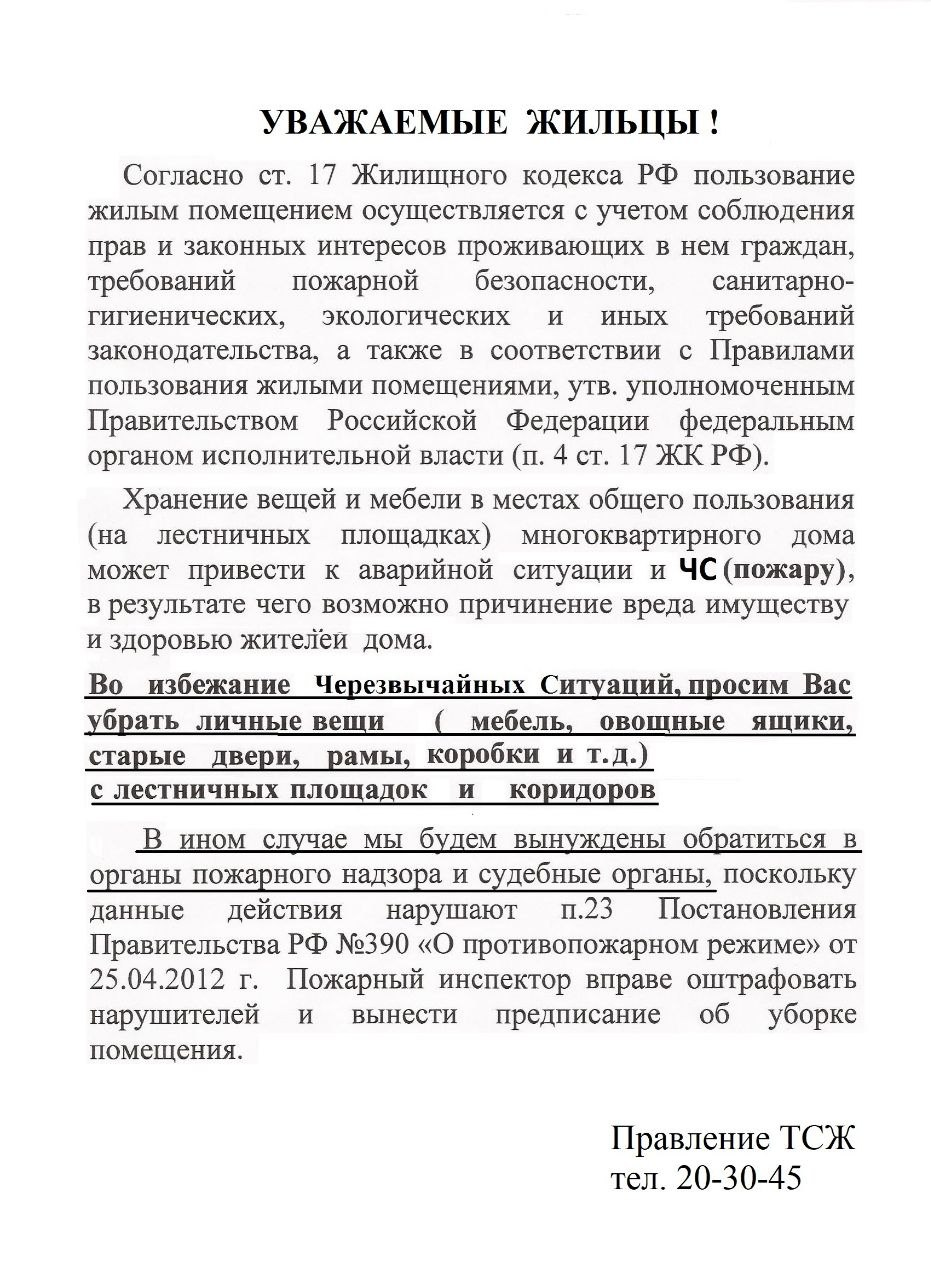 УВАЖАЕМЫЕ ЖИЛЬЦЫ !
Согласно ст. 17 Жилищного кодекса РФ пользование
жилым помещением осуществляется с учетом соблюдения
прав и законных интересов проживающих в нем граждан,
требований пожарной безопасности, санитарно-
гигиенических, экологических и иных требований
законодательства, а также в соответствии с Правилами
пользования жилыми помещениями, утв. уполномоченным
Правительством Российской Федерации федеральным
органом исполнительной власти (п. 4 ст. 17 ЖК РФ).
Хранение вещей и мебели в местах общего пользования
(на лестничных площадках) многоквартирного дома
может привести к аварийной ситуации и ЧС (пожару),
в результате чего возможно причинение вреда имуществу
и здоровью жителей дома.
Во избежание Черезвычайных Ситуаций, просим Вас
убрать личные вещи ( мебель, овощные ящики,
старые двери, рамы, коробки и т.д.)
с лестничных площадок и коридоров
В ином случае мы будем вынуждены обратиться в
органы пожарного надзора и судебные органы, поскольку
данные действия нарушают п.23 Постановления
Правительства РФ №390 «О противопожарном режиме» от
25.04.2012 г. Пожарный инспектор вправе оштрафовать
нарушителей и вынести предписание об уборке
помещения.
Правление ТСЖ
тел. 20-30-45